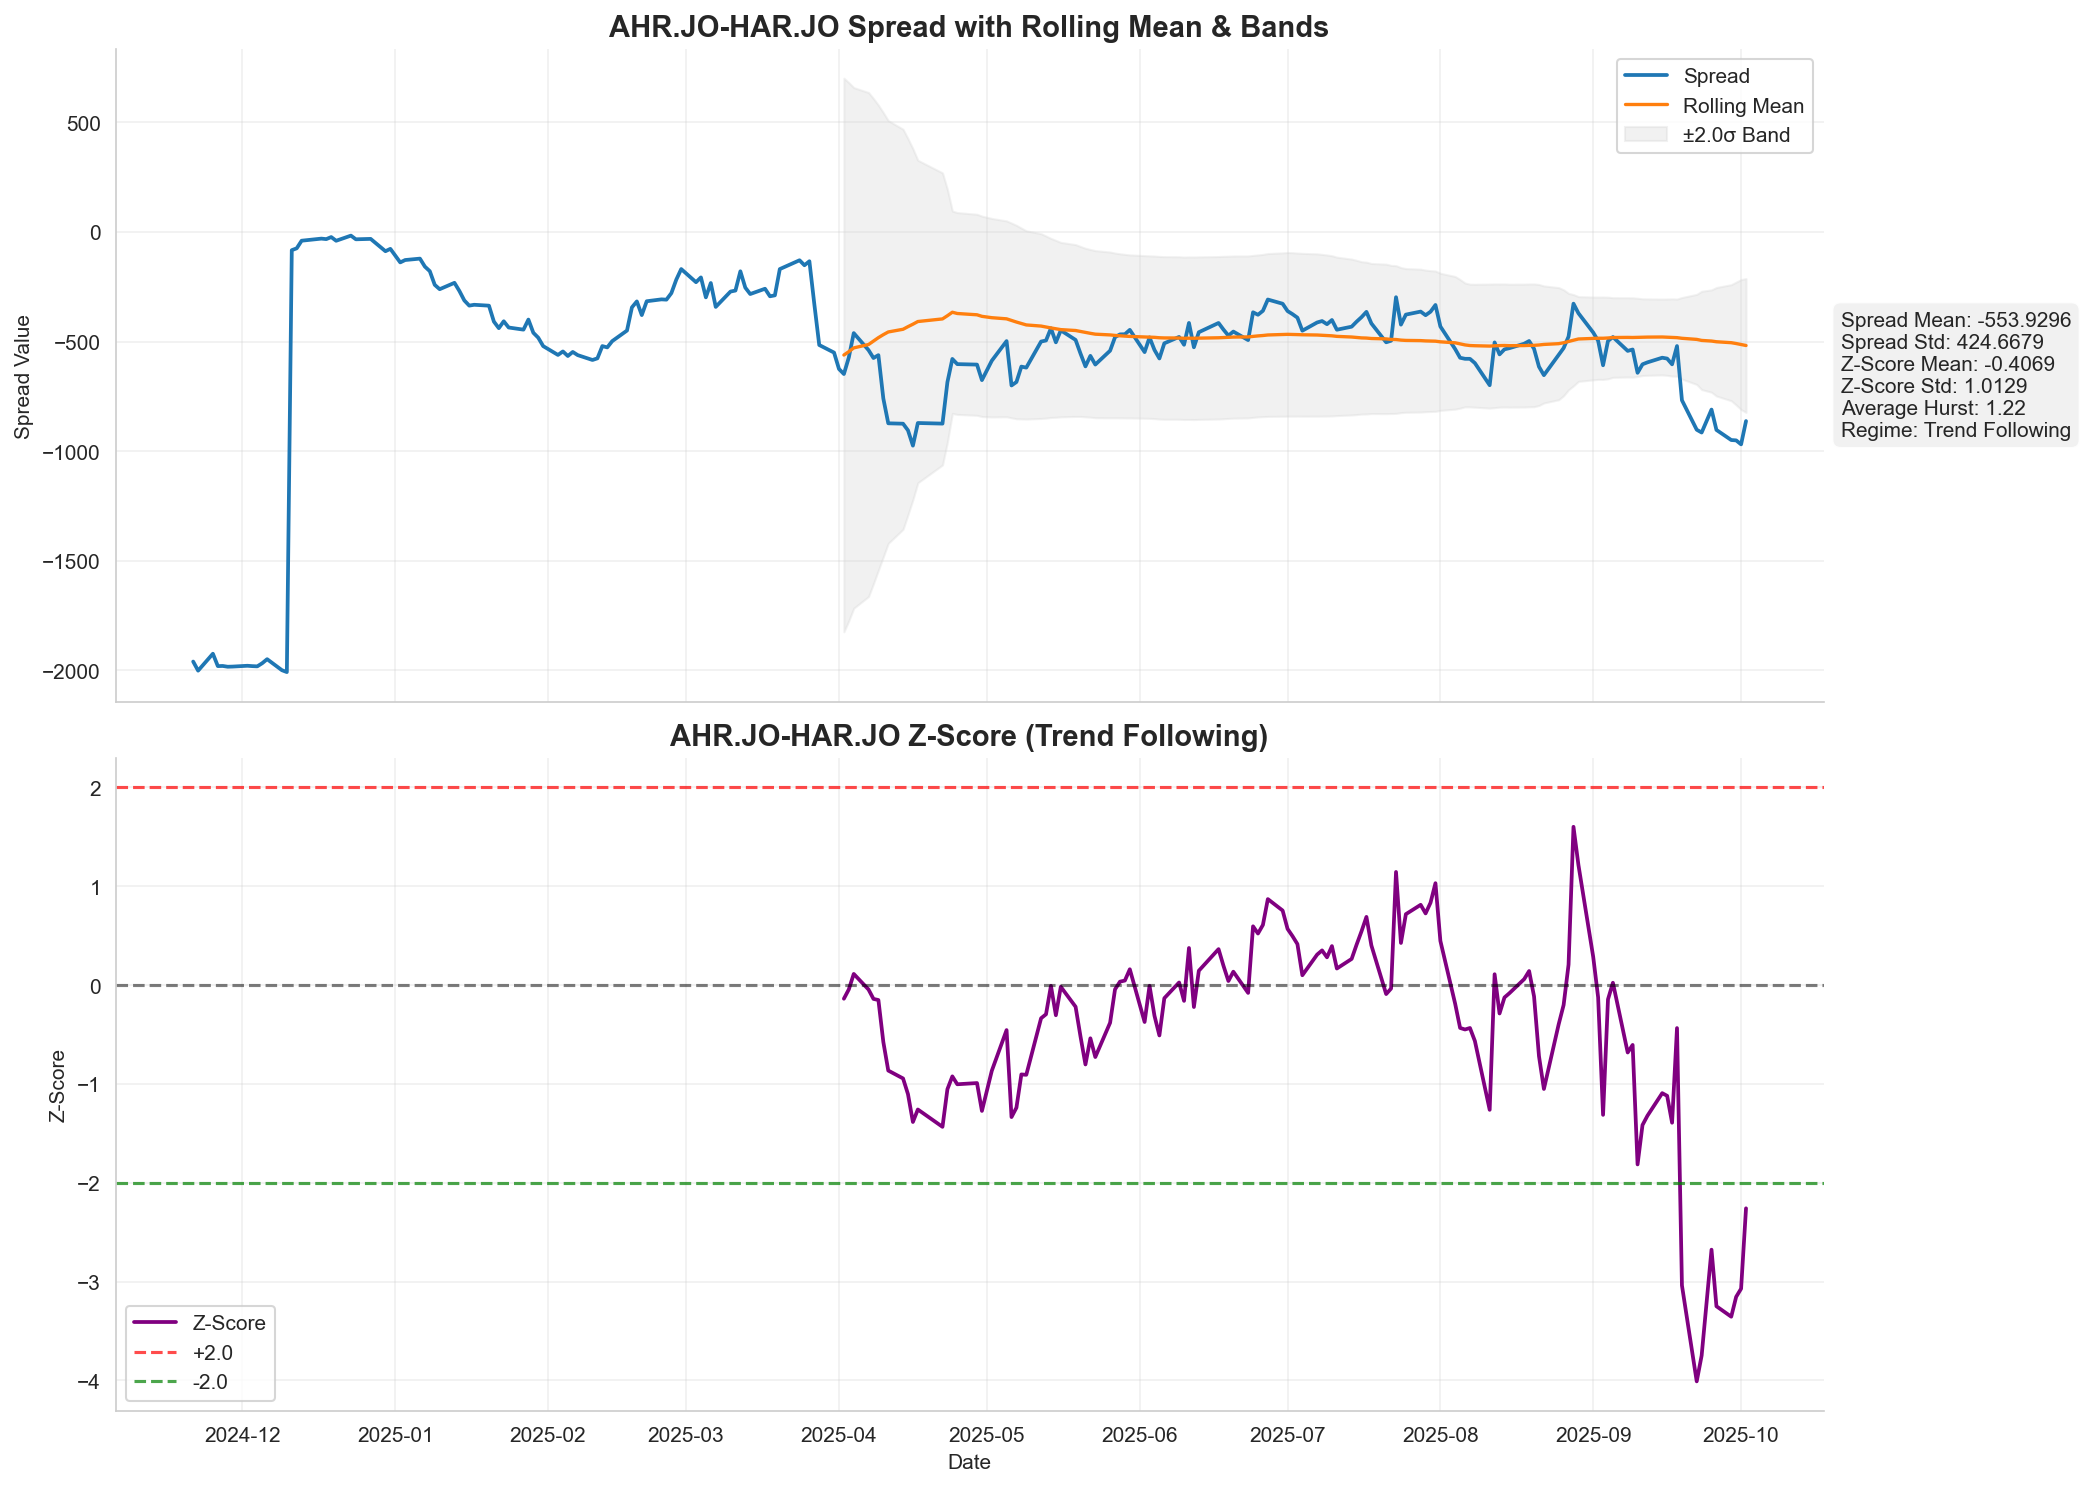 AHR.JO-HAR.JO Spread with Rolling Mean & Bands
Spread
Rolling Mean
±2.0σ Band
500
0
−500
−1000
−1500
−2000
Spread Value
Spread Mean: -553.9296
Spread Std: 424.6679
Z-Score Mean: -0.4069
Z-Score Std: 1.0129
Average Hurst: 1.22
Regime: Trend Following
AHR.JO-HAR.JO Z-Score (Trend Following)
2
1
0
−1
−2
−3
−4
Z-Score
Z-Score
+2.0
-2.0
2024-12
2025-01
2025-02
2025-03
2025-04
2025-05
2025-06
2025-07
2025-08
2025-09
2025-10
Date